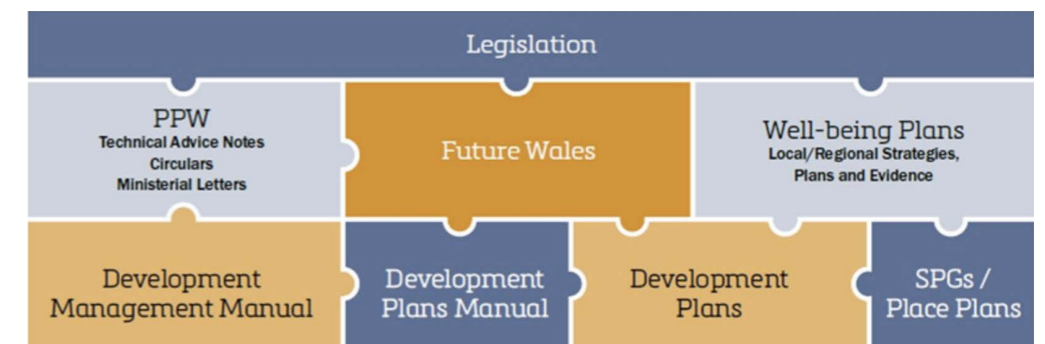 Legislation
PPW
Technical Advice Notes
Circulars
Ministerial Letters
Future Wales
Well-being Plans
Local/Regional Strategies,
Plans and Evidence
Development
Management Manual
Development
Plans Manual
Development
Plans
SPGs /
Place Plans